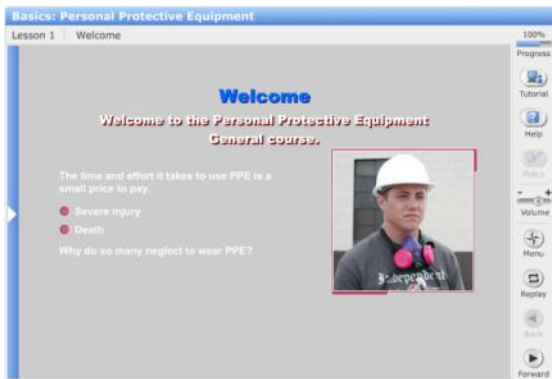 Basics: Personal Protective Equipment
Lesson 1 Welcome
100%
Progress
Tutorial
Help
Policy
- +
Volume
Menu
Replay
Back
Forward
Welcome
Welcome to the Personal Protective Equipment
General course.
The time and effort it takes to use PPE is a
small price to pay.
Severe injury
Death
Why do so many neglect to wear PPE?
Independent